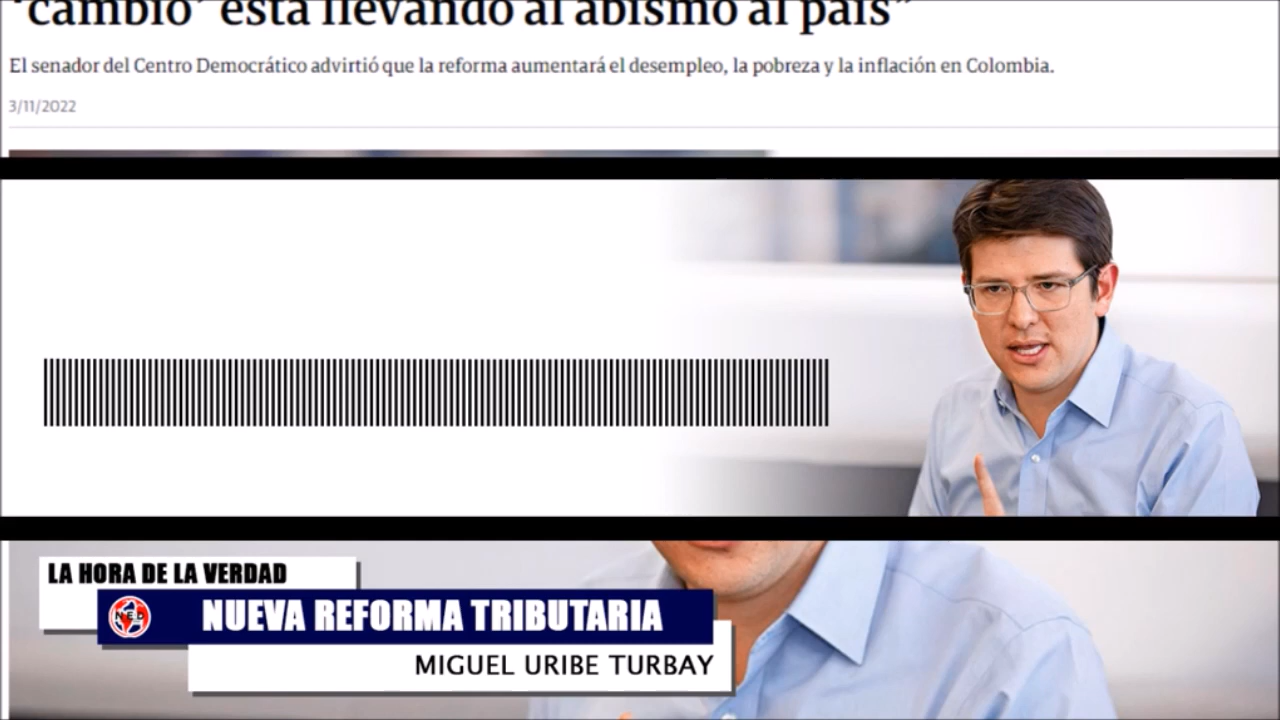 "cambio" está llevando al abismo al país"
El senador del Centro Democrático advirtió que la reforma aumentará el desempleo, la pobreza y la inflación en Colombia.
3/11/2022
LA HORA DE LA VERDAD
NUEVA REFORMA TRIBUTARIA
MIGUEL URIBE TURBAY